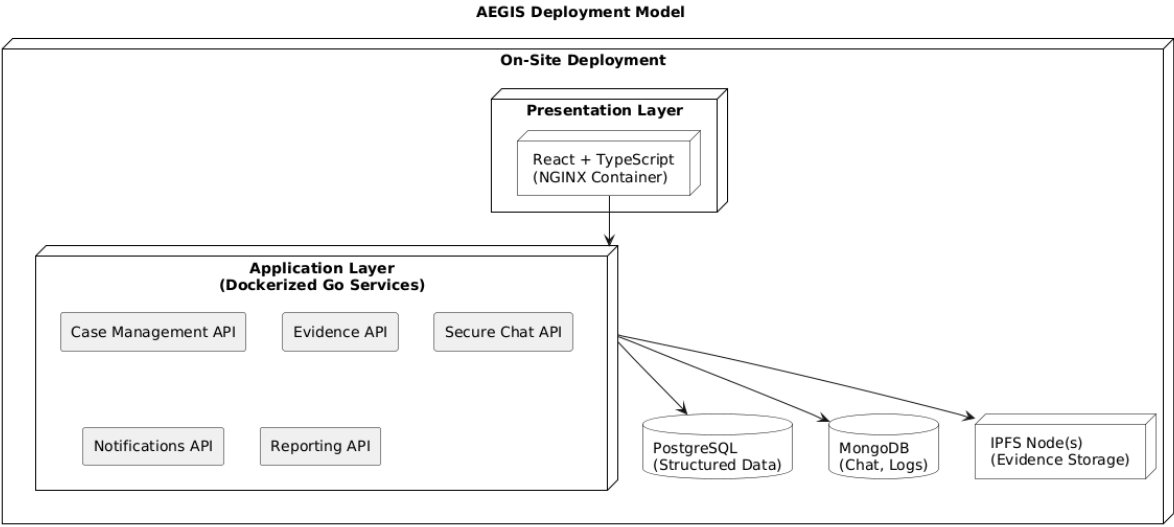 AEGIS Deployment Model
On-Site Deployment
Presentation Layer
React + TypeScript
(NGINX Container)
Application Layer
(Dockerized Go Services)
Case Management API
Evidence API
Secure Chat API
Notifications API
Reporting API
PostgreSQL
(Structured Data)
MongoDB
(Chat, Logs)
IPFS Node(s)
(Evidence Storage)